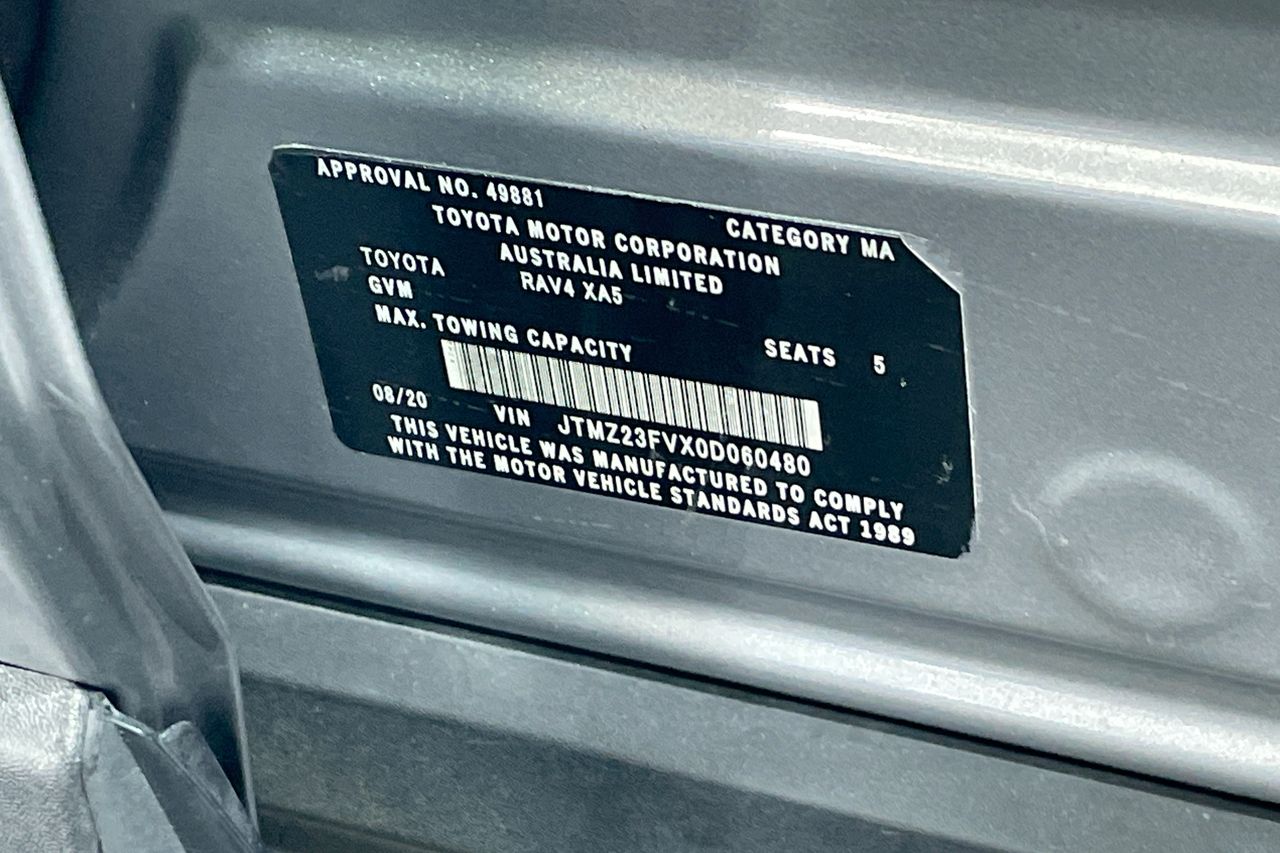 APPROVAL NO. 49881 CATEGORY MA
TOYOTA MOTOR CORPORATION
AUSTRALIA LIMITED
TOYOTA RAV4 XA5
GVM
MAX. TOWING CAPACITY SEATS 5
08/20 VIN JTMZ23FVX0D060480
THIS VEHICLE WAS MANUFACTURED TO COMPLY
WITH THE MOTOR VEHICLE STANDARDS ACT 1989